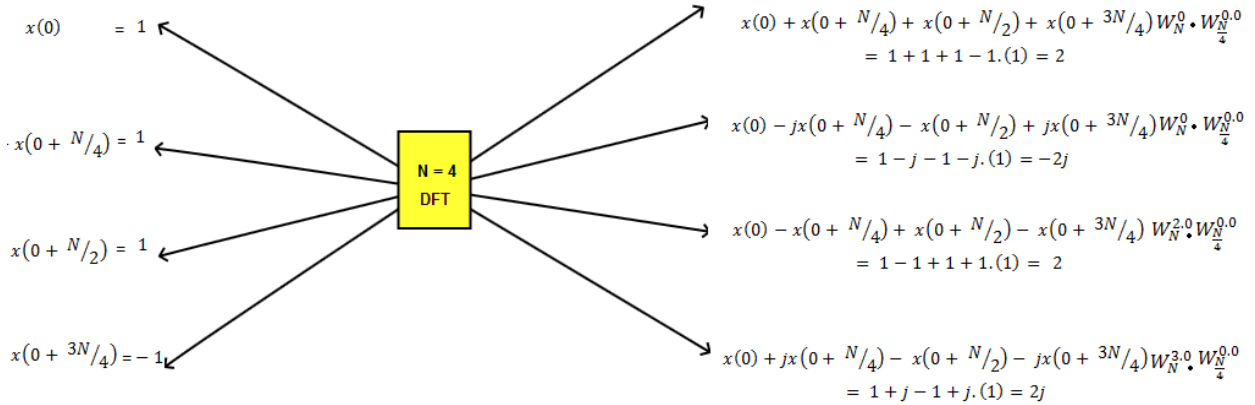 x(0) = 1
· x(0 + N/4) = 1
x(0 + N/2) = 1
x(0 + 3N/4) = − 1
N = 4
DFT
x(0) + x(0 + N/4) + x(0 + N/2) + x(0 + 3N/4) W_N^0 • W_{N/4}^{0.0}
= 1 + 1 + 1 − 1.(1) = 2
x(0) − jx(0 + N/4) − x(0 + N/2) + jx(0 + 3N/4) W_N^0 • W_{N/4}^{0.0}
= 1 − j − 1 − j.(1) = −2j
x(0) − x(0 + N/4) + x(0 + N/2) − x(0 + 3N/4) W_N^{2.0} • W_{N/4}^{0.0}
= 1 − 1 + 1 + 1.(1) = 2
x(0) + jx(0 + N/4) − x(0 + N/2) − jx(0 + 3N/4) W_N^{3.0} • W_{N/4}^{0.0}
= 1 + j − 1 + j.(1) = 2j